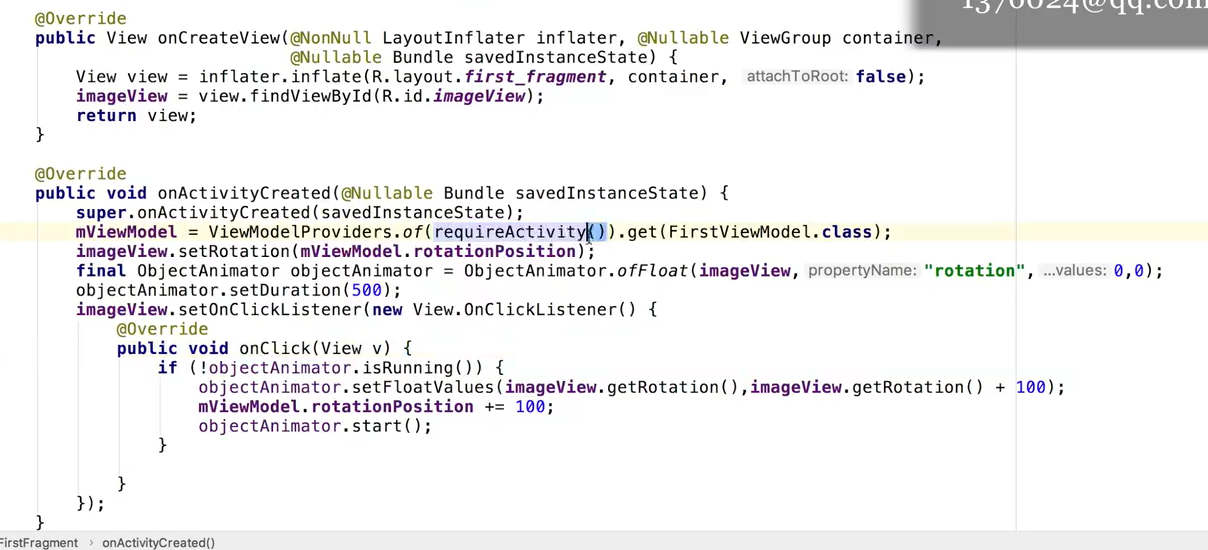 1376024@qq.com
@Override
public View onCreateView(@NonNull LayoutInflater inflater, @Nullable ViewGroup container,
@Nullable Bundle savedInstanceState) {
View view = inflater.inflate(R.layout.first_fragment, container, attachToRoot: false);
imageView = view.findViewById(R.id.imageView);
return view;
}
@Override
public void onActivityCreated(@Nullable Bundle savedInstanceState) {
super.onActivityCreated(savedInstanceState);
mViewModel = ViewModelProviders.of(requireActivity()).get(FirstViewModel.class);
imageView.setRotation(mViewModel.rotationPosition);
final ObjectAnimator objectAnimator = ObjectAnimator.ofFloat(imageView, propertyName: "rotation", ...values: 0,0);
objectAnimator.setDuration(500);
imageView.setOnClickListener(new View.OnClickListener() {
@Override
public void onClick(View v) {
if (!objectAnimator.isRunning()) {
objectAnimator.setFloatValues(imageView.getRotation(),imageView.getRotation() + 100);
mViewModel.rotationPosition += 100;
objectAnimator.start();
}
}
});
}
FirstFragment › onActivityCreated()